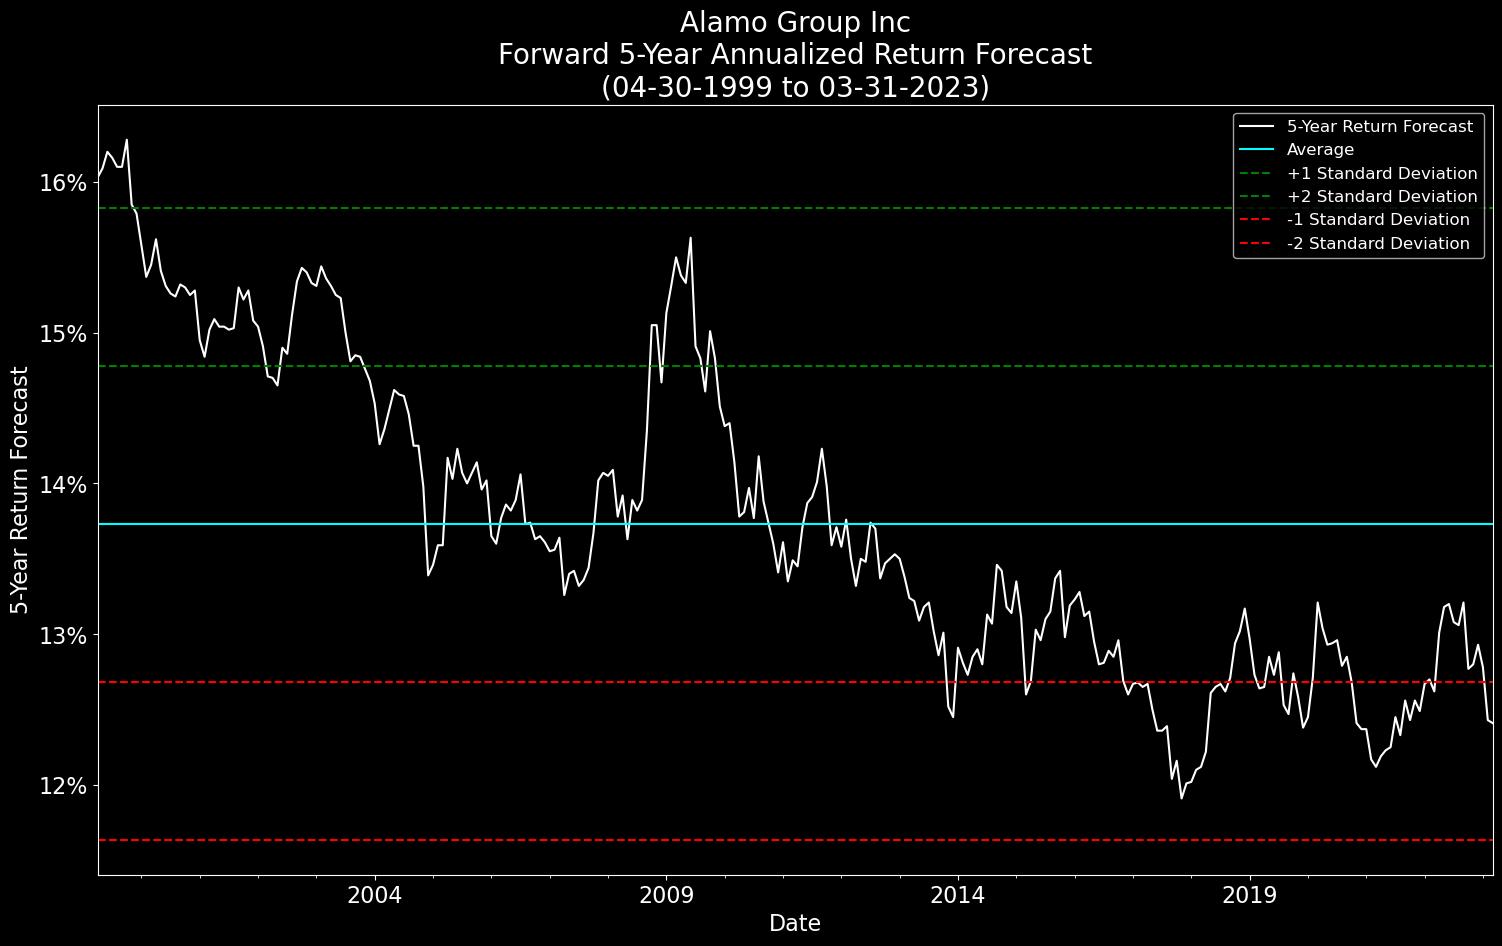 Alamo Group Inc
Forward 5-Year Annualized Return Forecast
(04-30-1999 to 03-31-2023)
5-Year Return Forecast
Average
+1 Standard Deviation
+2 Standard Deviation
-1 Standard Deviation
-2 Standard Deviation
16%
15%
14%
13%
12%
5-Year Return Forecast
2004
2009
2014
2019
Date